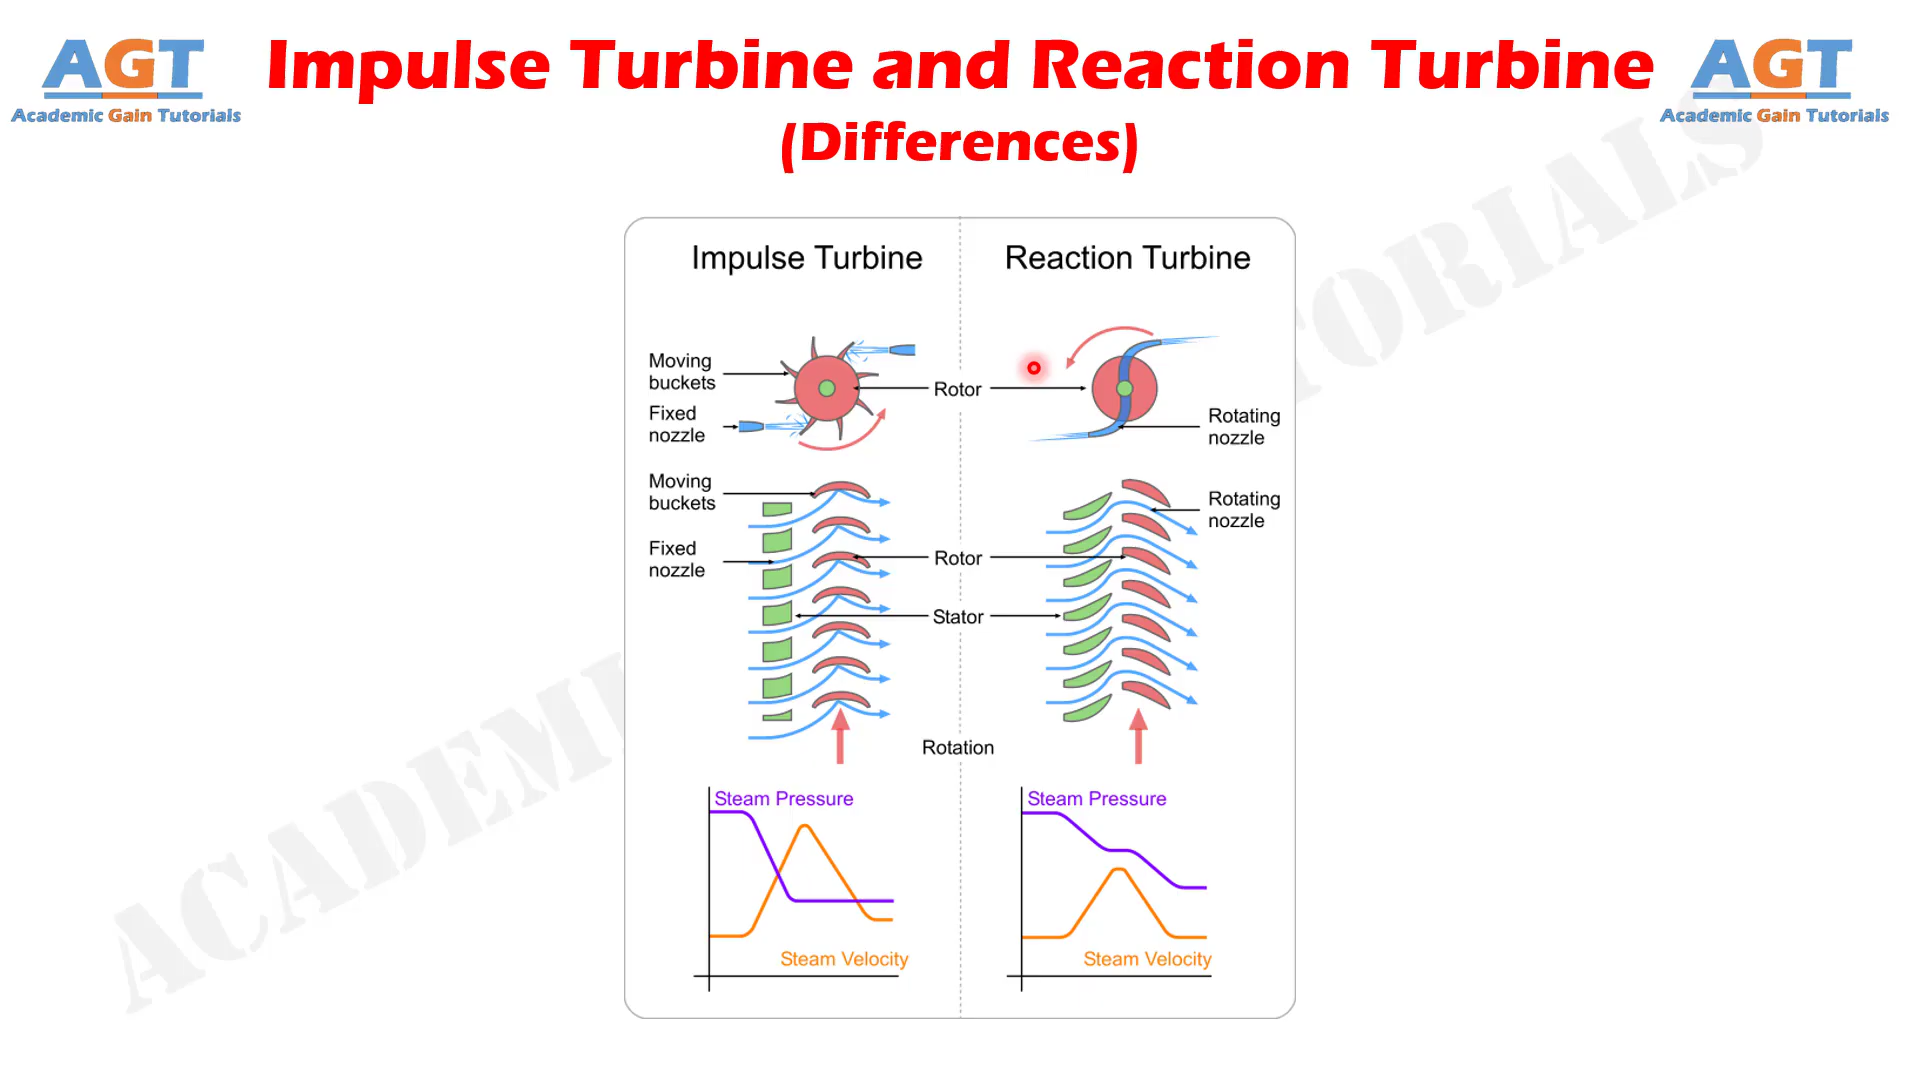 AGT
Academic Gain Tutorials
Impulse Turbine and Reaction Turbine
(Differences)
AGT
Academic Gain Tutorials
Impulse Turbine
Reaction Turbine
Moving
buckets
Fixed
nozzle
Rotor
Rotating
nozzle
Moving
buckets
Fixed
nozzle
Rotor
Stator
Rotating
nozzle
Rotation
Steam Pressure
Steam Velocity
Steam Pressure
Steam Velocity
ACADEMI
TORIALS